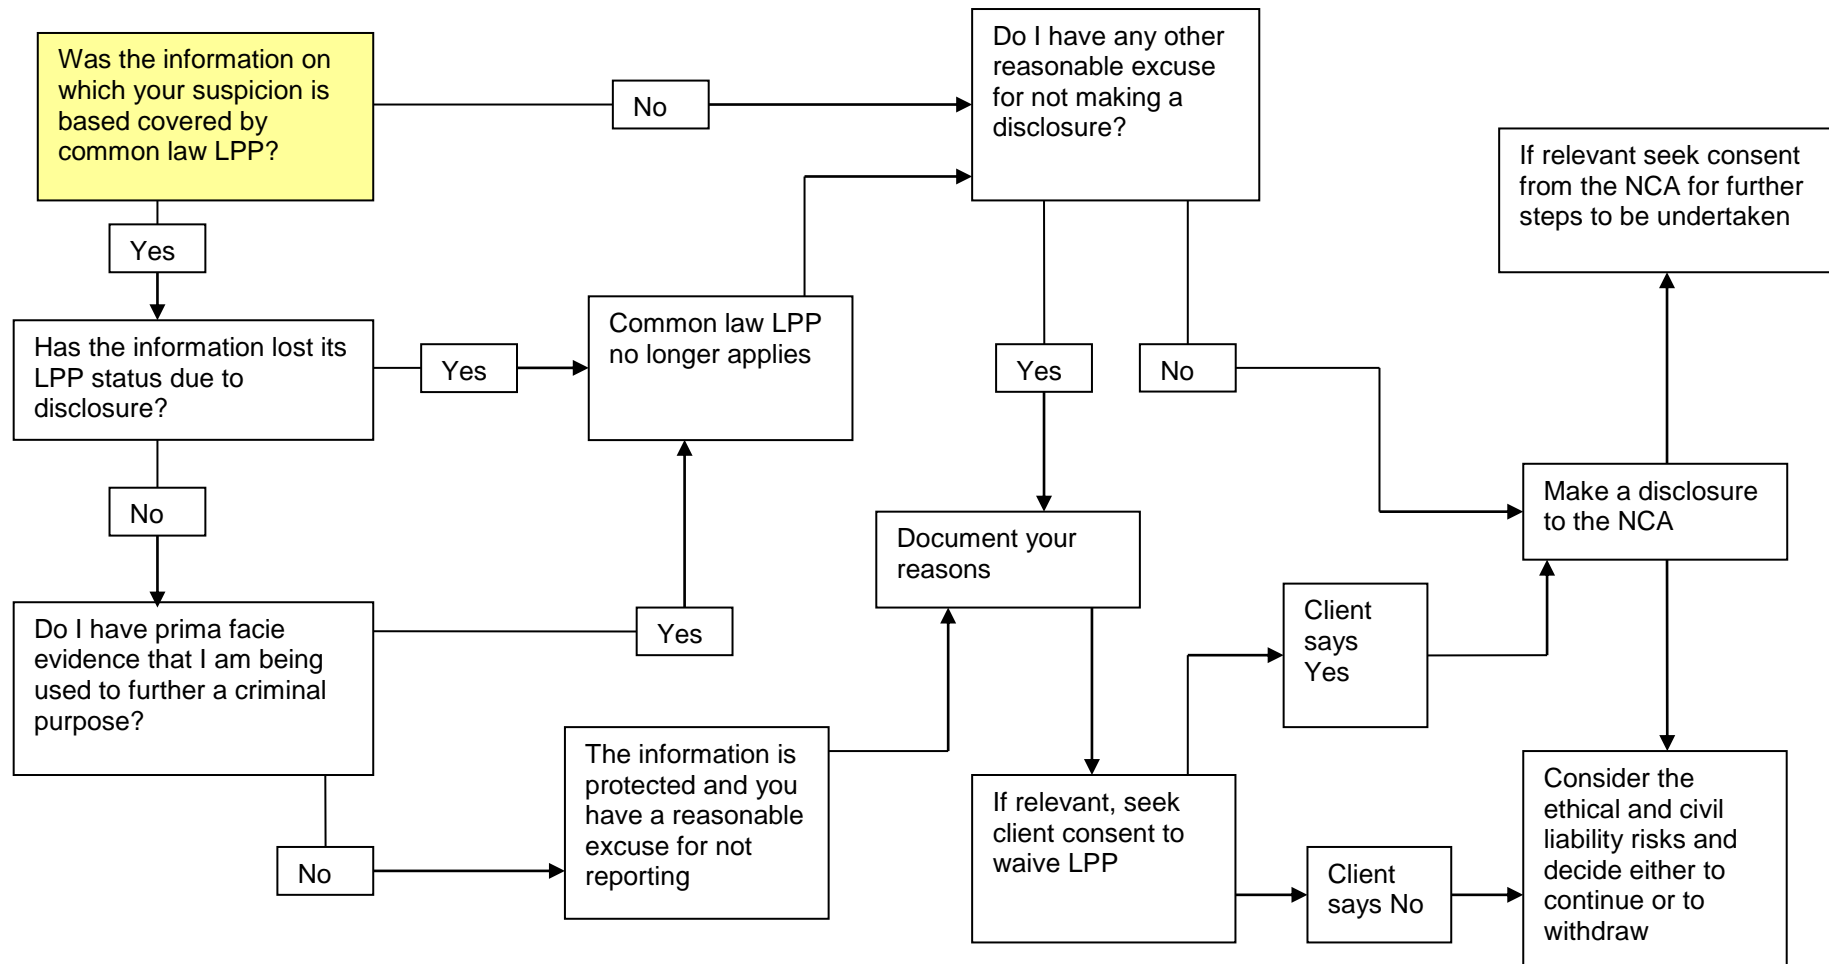 Was the information on
which your suspicion is
based covered by
common law LPP?
No
Do I have any other
reasonable excuse
for not making a
disclosure?
If relevant seek consent
from the NCA for further
steps to be undertaken
Yes
Has the information lost its
LPP status due to
disclosure?
Yes
Common law LPP
no longer applies
Yes
No
No
Document your
reasons
Make a disclosure
to the NCA
Do I have prima facie
evidence that I am being
used to further a criminal
purpose?
Yes
Client
says
Yes
No
The information is
protected and you
have a reasonable
excuse for not
reporting
If relevant, seek
client consent to
waive LPP
Client
says No
Consider the
ethical and civil
liability risks and
decide either to
continue or to
withdraw